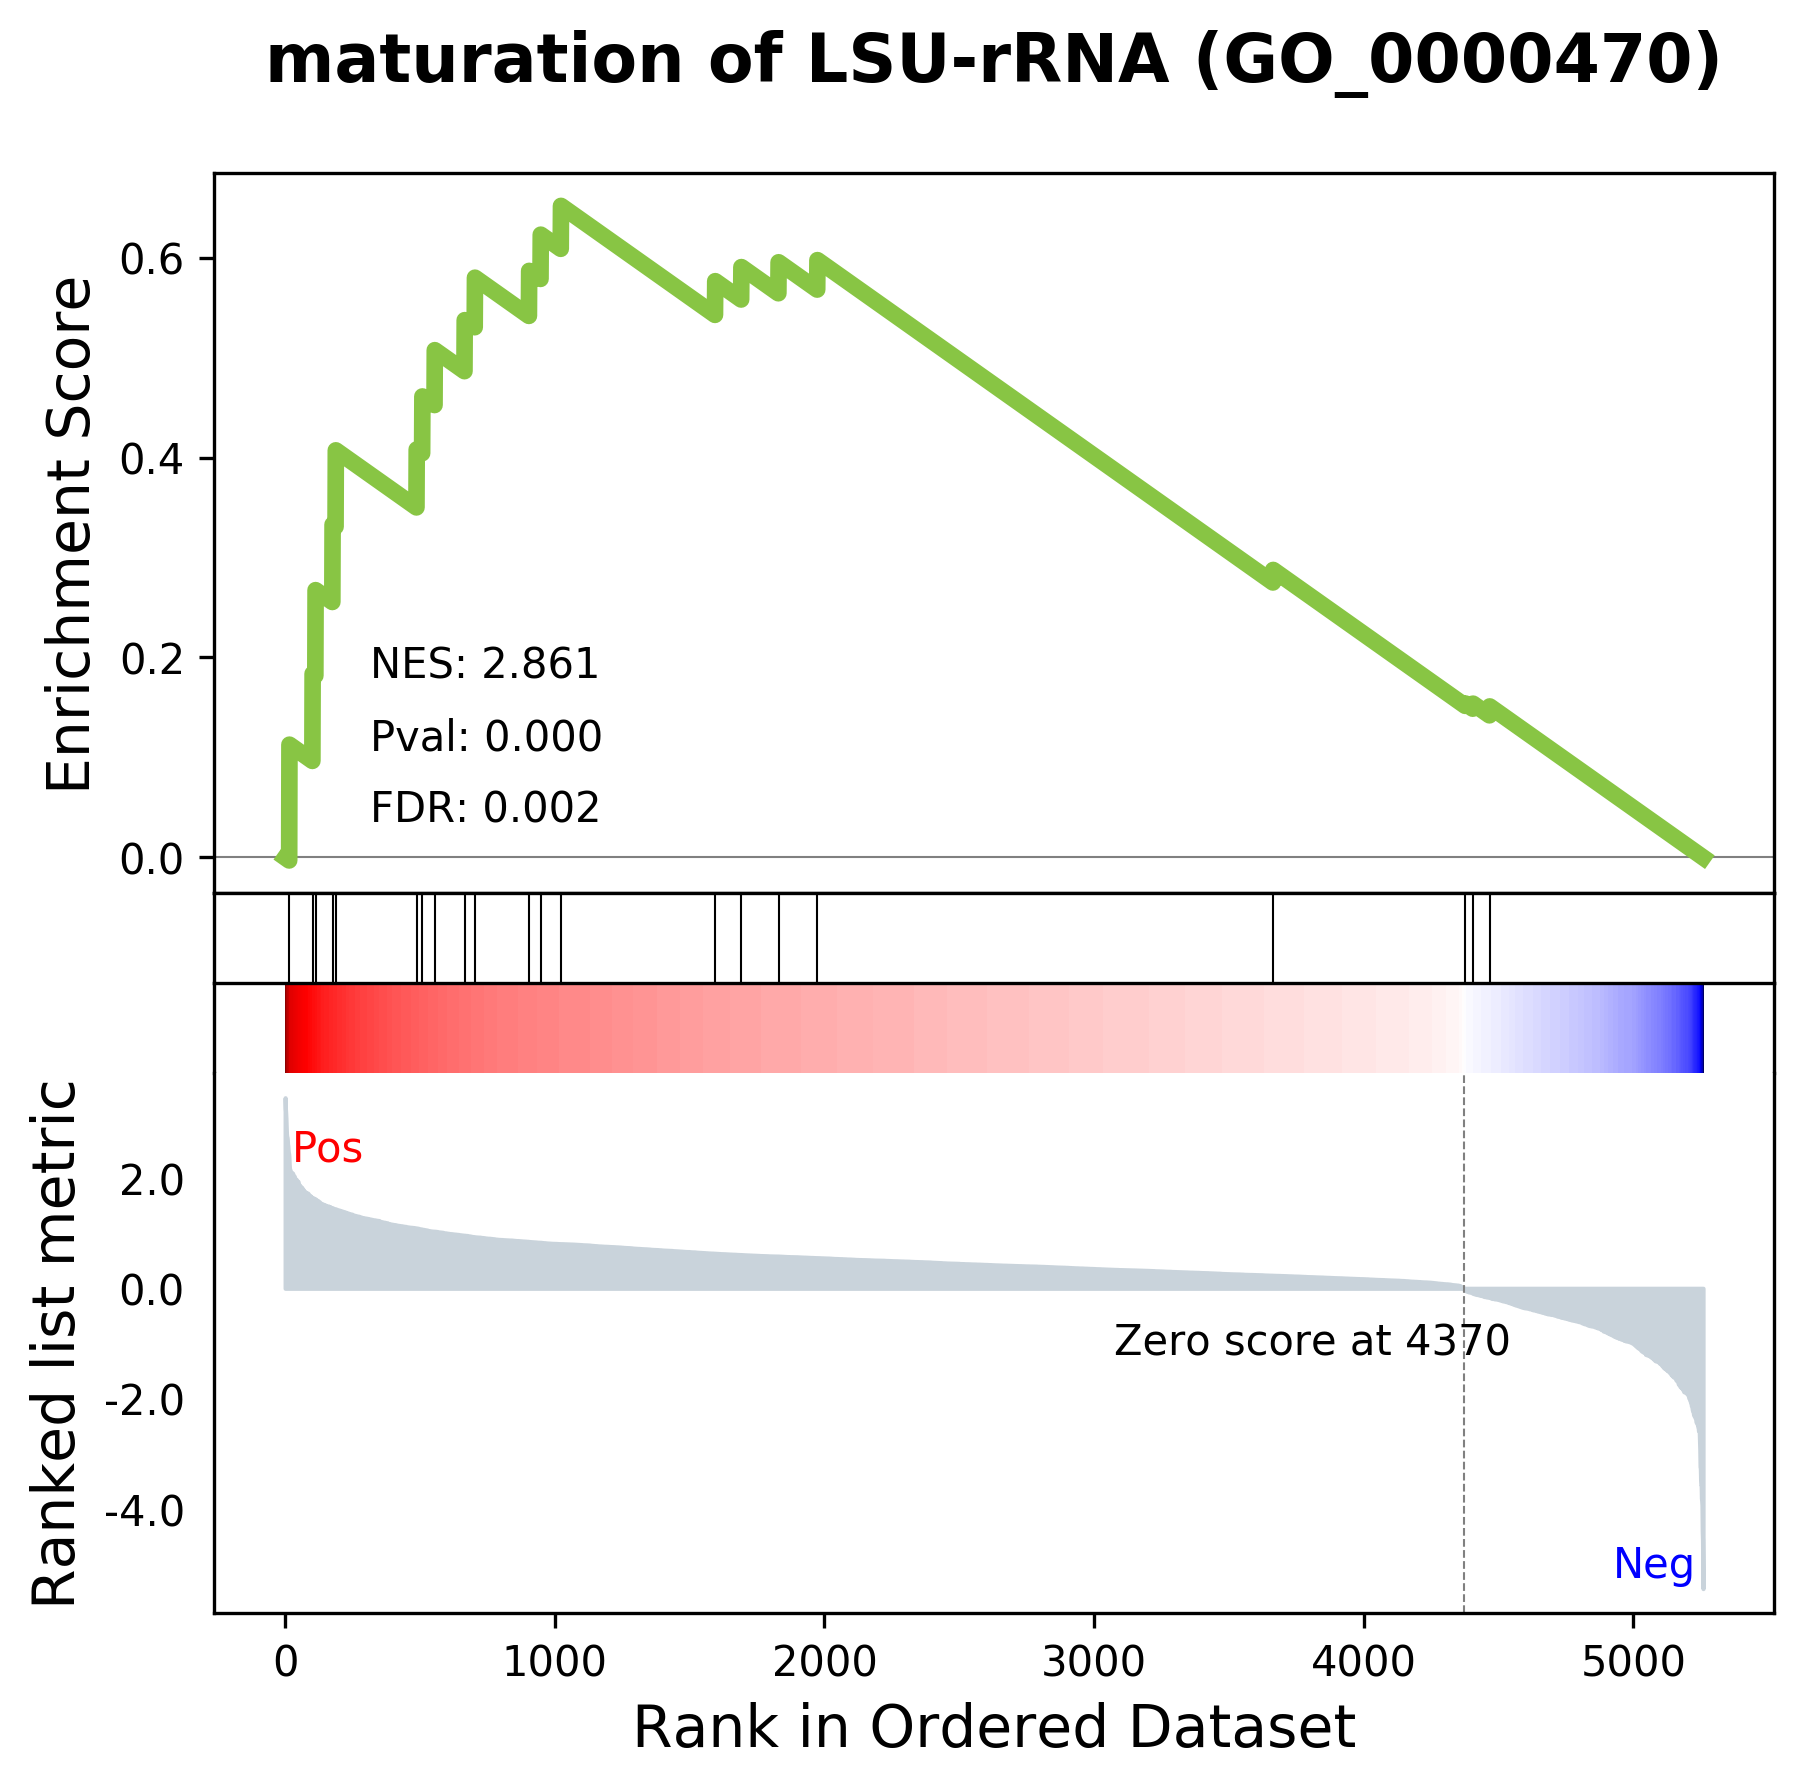 maturation of LSU-rRNA (GO_0000470)
Enrichment Score
0.6
0.4
0.2
0.0
NES: 2.861
Pval: 0.000
FDR: 0.002
Ranked list metric
2.0
0.0
-2.0
-4.0
Pos
Zero score at 4370
Neg
0 1000 2000 3000 4000 5000
Rank in Ordered Dataset